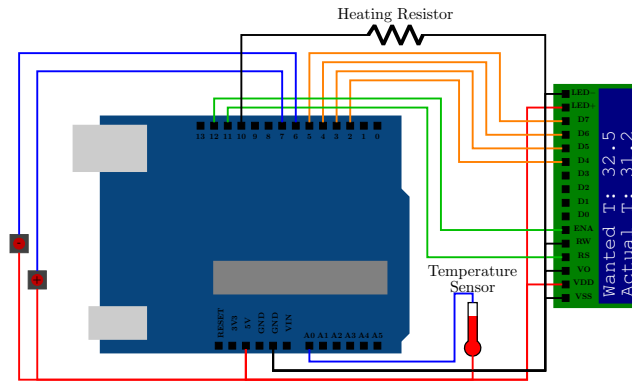 Heating Resistor
LED-
LED+
D7
D6
D5
D4
D3
D2
D1
D0
ENA
RW
RS
VO
VDD
VSS
Wanted T: 32.5
Actual T: 31.2
13 12 11 10 9 8 7 6 5 4 3 2 1 0
-
+
Temperature
Sensor
RESET
3V3
5V
GND
GND
VIN
A0 A1 A2 A3 A4 A5